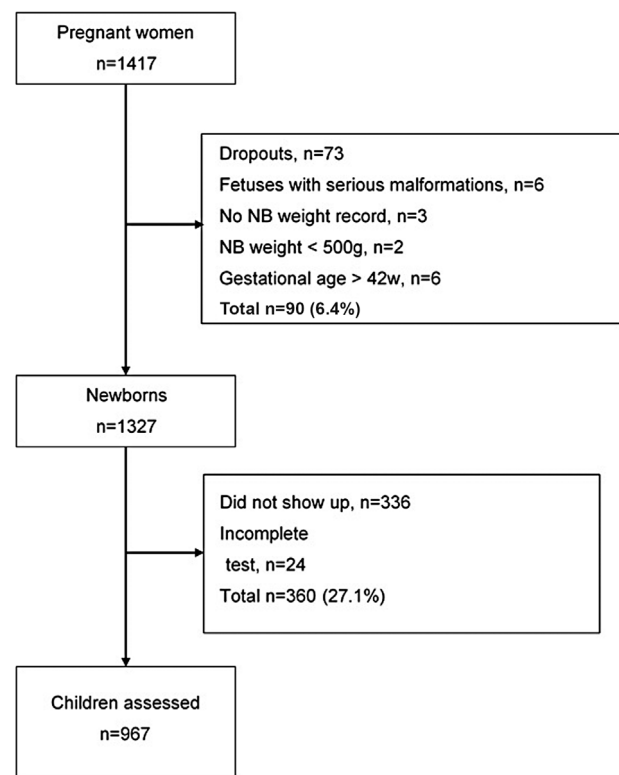 Pregnant women
n=1417
Dropouts, n=73
Fetuses with serious malformations, n=6
No NB weight record, n=3
NB weight < 500g, n=2
Gestational age > 42w, n=6
Total n=90 (6.4%)
Newborns
n=1327
Did not show up, n=336
Incomplete
test, n=24
Total n=360 (27.1%)
Children assessed
n=967